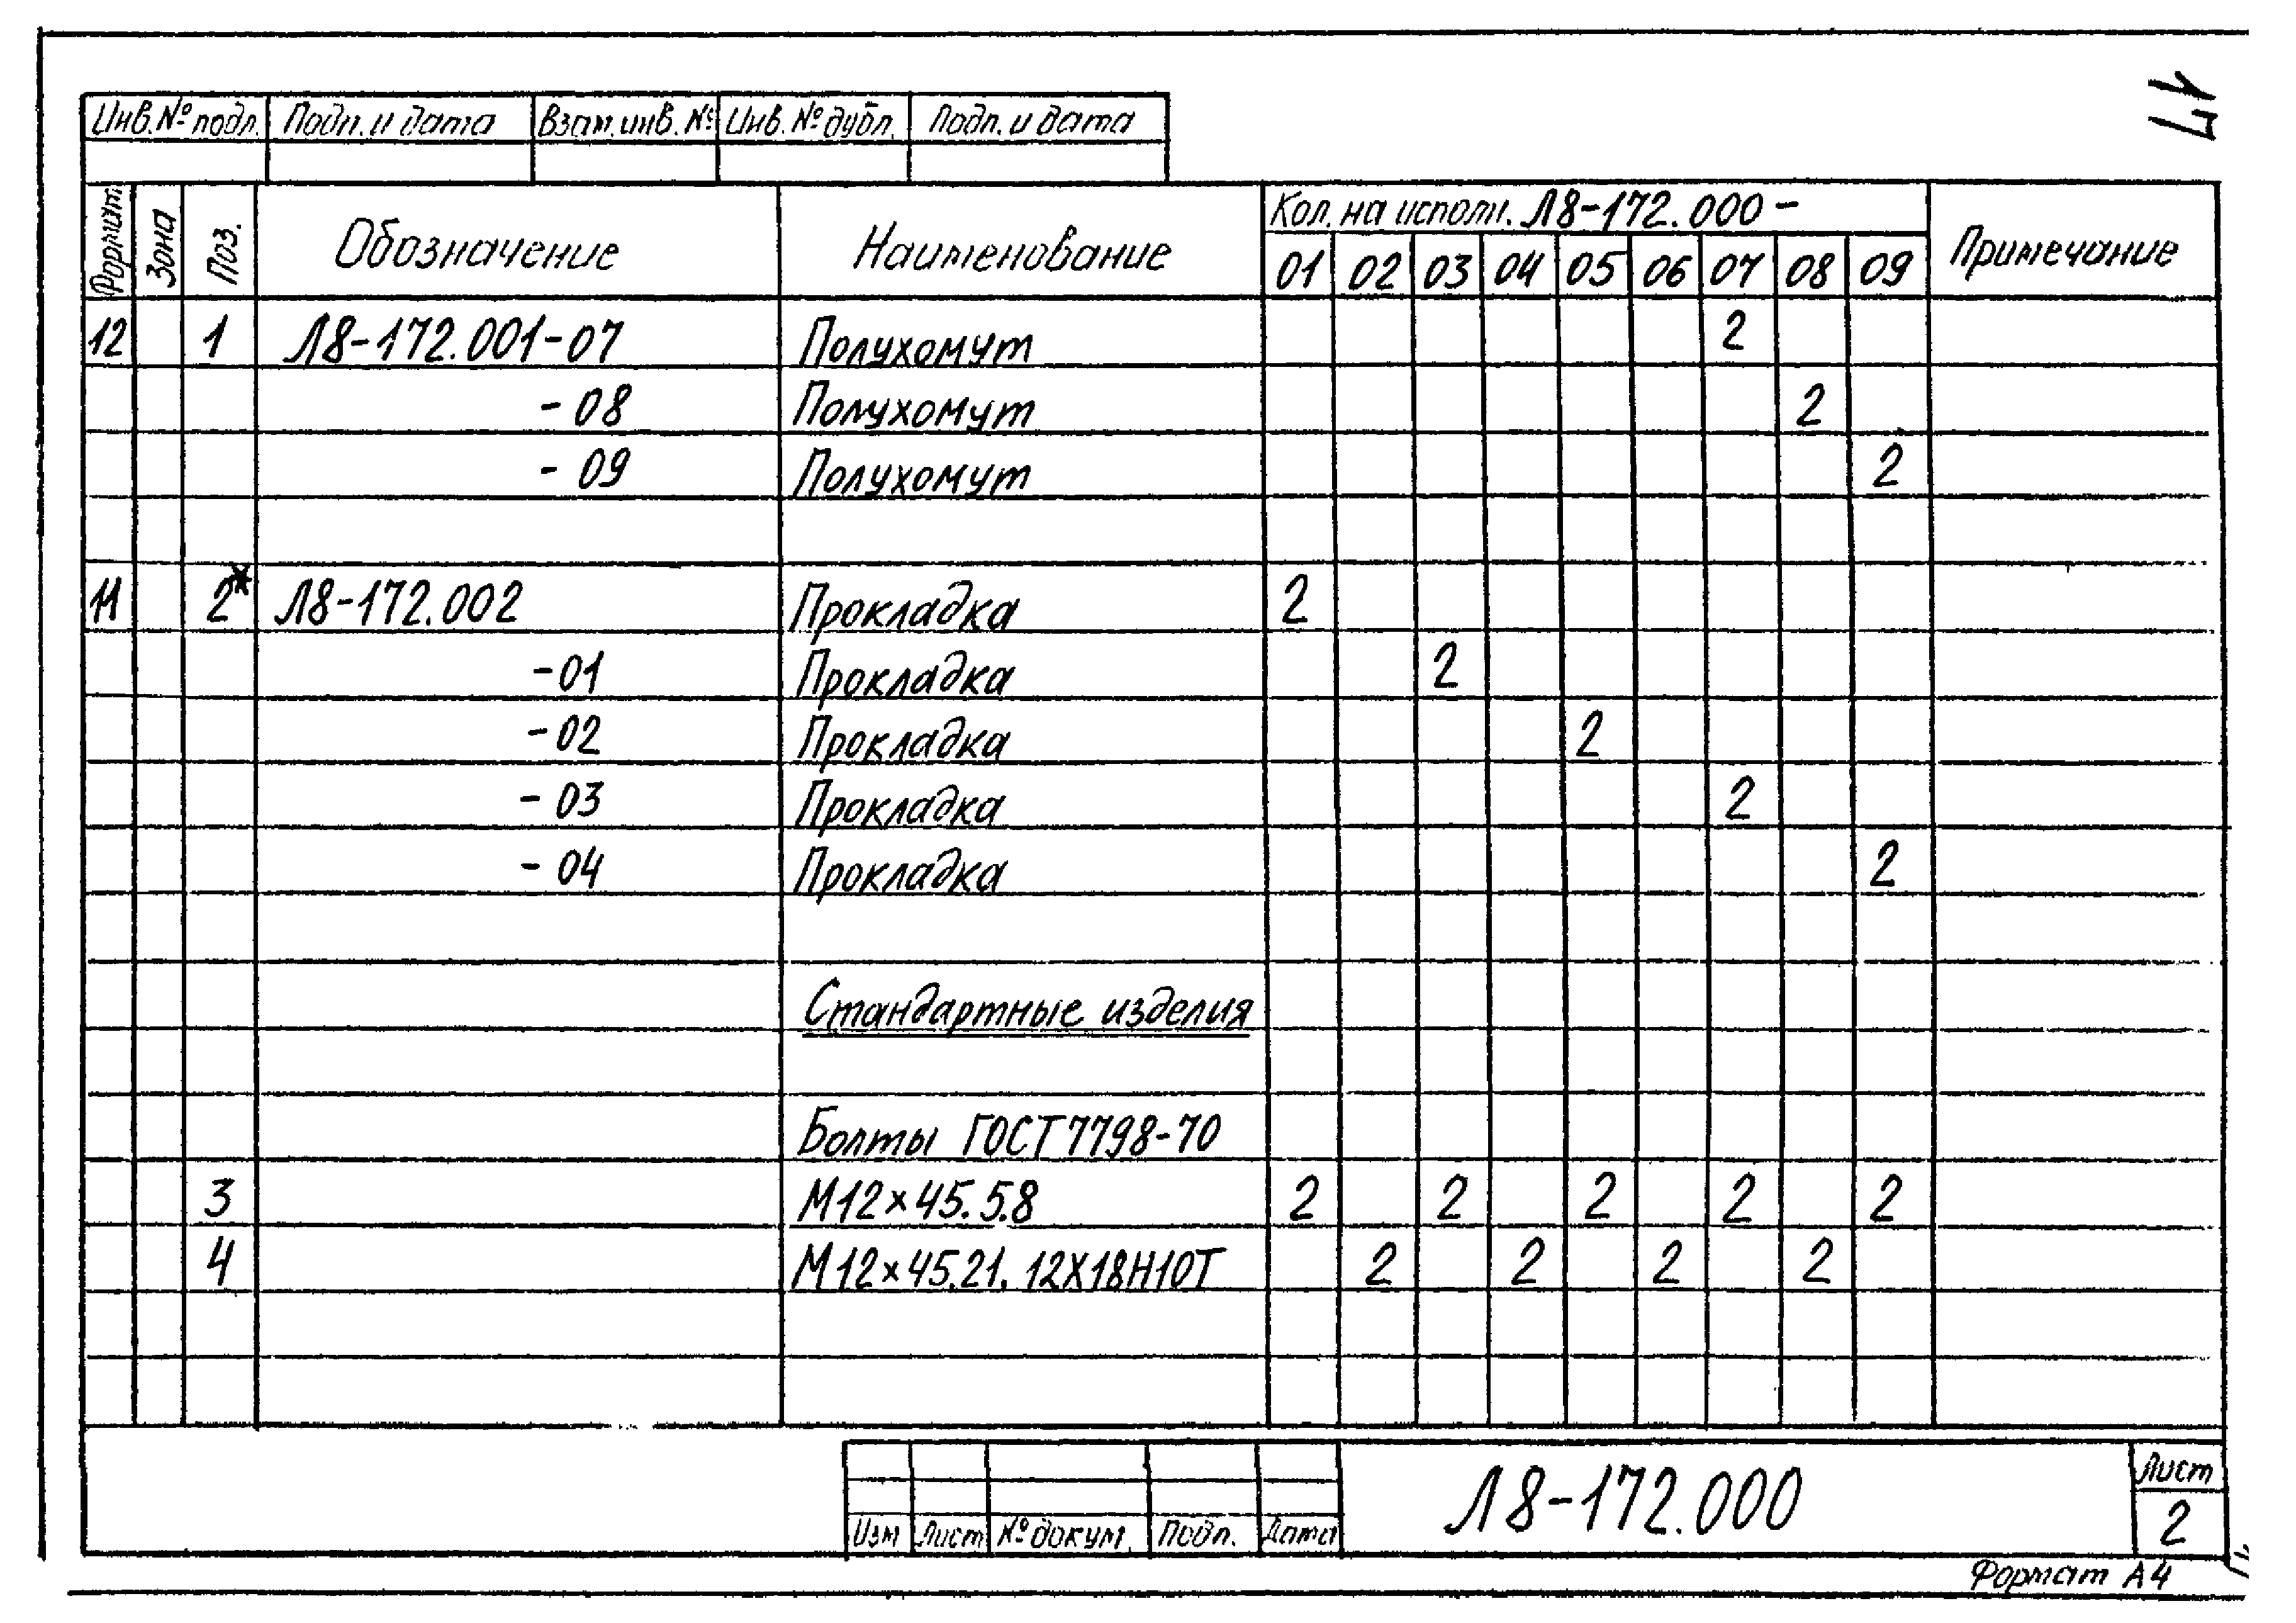 47
Инв.№ подл. Подп. и дата Взам.инв.№ Инв.№ дубл. Подп. и дата
Формат Зона Поз. Обозначение Наименование Кол. на исполн. Л8-172.000- Примечание
01 02 03 04 05 06 07 08 09
12 1 Л8-172.001-07 Полухомут 2
-08 Полухомут 2
-09 Полухомут 2
11 2* Л8-172.002 Прокладка 2
-01 Прокладка 2
-02 Прокладка 2
-03 Прокладка 2
-04 Прокладка 2
Стандартные изделия
Болты ГОСТ 7798-70
3 М12×45.5.8 2 2 2 2 2
4 М12×45.21.12Х18Н10Т 2 2 2 2
Изм Лист № докум. Подп. Дата
Л8-172.000
Лист
2
Формат А4